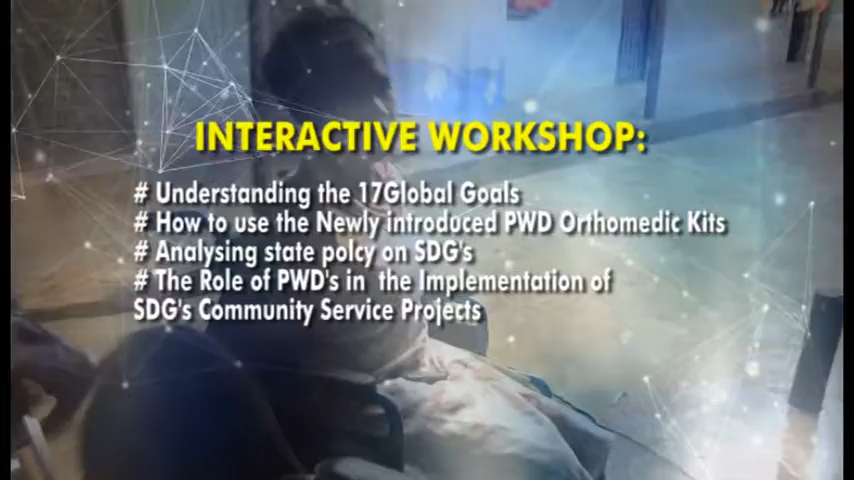 INTERACTIVE WORKSHOP:
# Understanding the 17Global Goals
# How to use the Newly introduced PWD Orthomedic Kits
# Analysing state polcy on SDG's
# The Role of PWD's in  the Implementation of
SDG's Community Service Projects